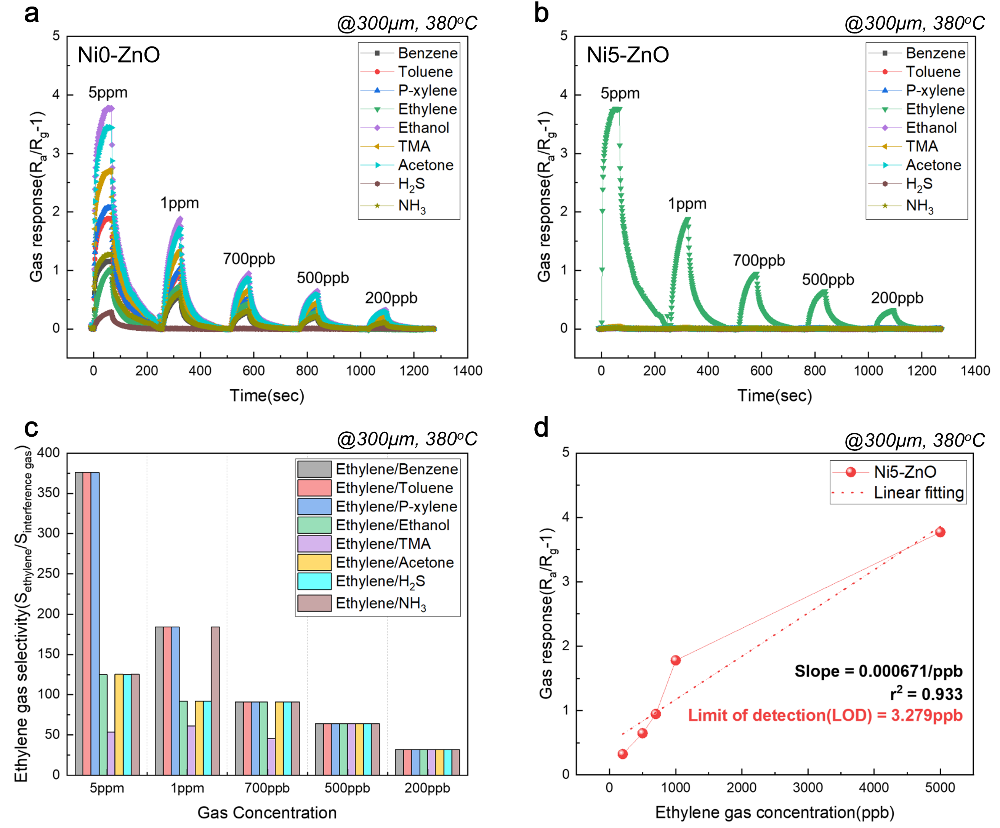 a
@300μm, 380°C
Ni0-ZnO
Benzene
Toluene
P-xylene
Ethylene
Ethanol
TMA
Acetone
H2S
NH3
5ppm
1ppm
700ppb
500ppb
200ppb
5
4
3
2
1
0
Gas response(Ra/Rg-1)
0 200 400 600 800 1000 1200 1400
Time(sec)
b
@300μm, 380°C
Ni5-ZnO
Benzene
Toluene
P-xylene
Ethylene
Ethanol
TMA
Acetone
H2S
NH3
5ppm
1ppm
700ppb
500ppb
200ppb
5
4
3
2
1
0
Gas response(Ra/Rg-1)
0 200 400 600 800 1000 1200 1400
Time(sec)
c
@300μm, 380°C
Ethylene/Benzene
Ethylene/Toluene
Ethylene/P-xylene
Ethylene/Ethanol
Ethylene/TMA
Ethylene/Acetone
Ethylene/H2S
Ethylene/NH3
400
350
300
250
200
150
100
50
0
Ethylene gas selectivity(Sethylene/Sinterference gas)
5ppm 1ppm 700ppb 500ppb 200ppb
Gas Concentration
d
@300μm, 380°C
Ni5-ZnO
Linear fitting
5
4
3
2
1
0
Gas response(Ra/Rg-1)
Slope = 0.000671/ppb
r2 = 0.933
Limit of detection(LOD) = 3.279ppb
0 1000 2000 3000 4000 5000
Ethylene gas concentration(ppb)